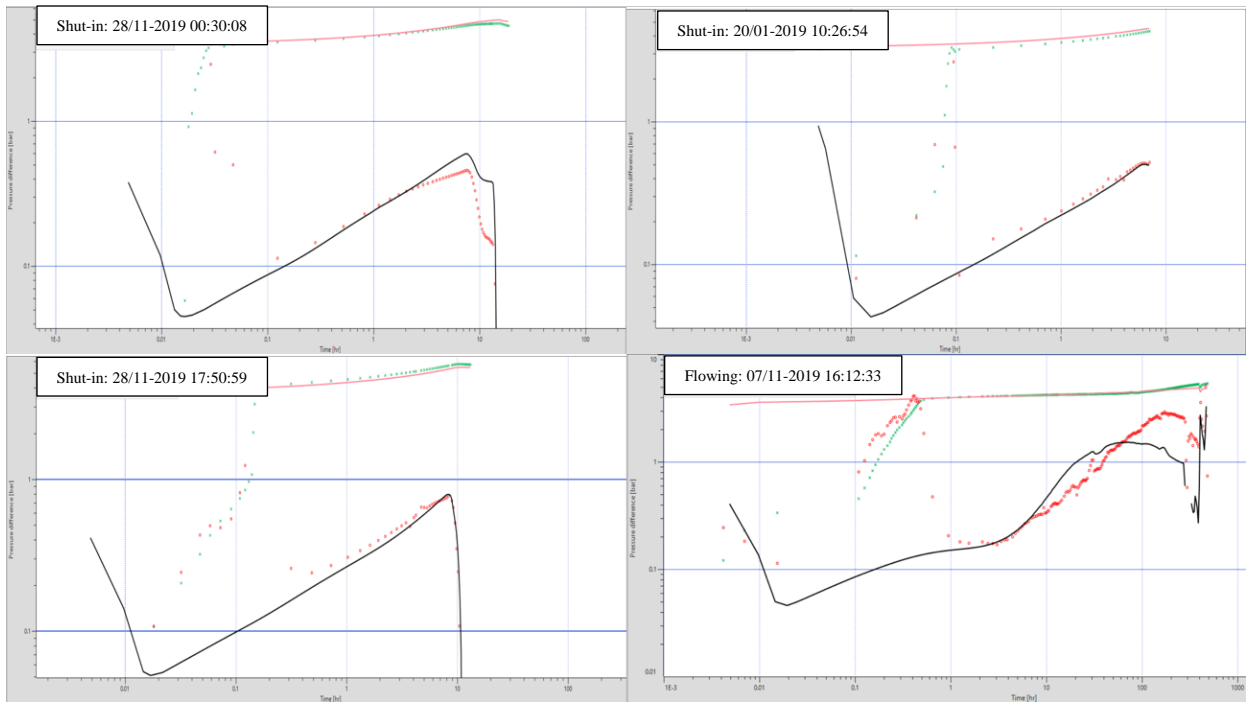 Shut-in: 28/11-2019 00:30:08
Pressure difference [bar]
1
0.1
1E-3
0.01
0.1
1
10
100
Time [hr]
Shut-in: 20/01-2019 10:26:54
Pressure difference [bar]
1
0.1
1E-3
0.01
0.1
1
10
100
Time [hr]
Shut-in: 28/11-2019 17:50:59
Pressure difference [bar]
1
0.1
0.01
0.1
1
10
100
Time [hr]
Flowing: 07/11-2019 16:12:33
Pressure difference [bar]
10
1
0.1
0.01
1E-3
0.01
0.1
1
10
100
1000
Time [hr]